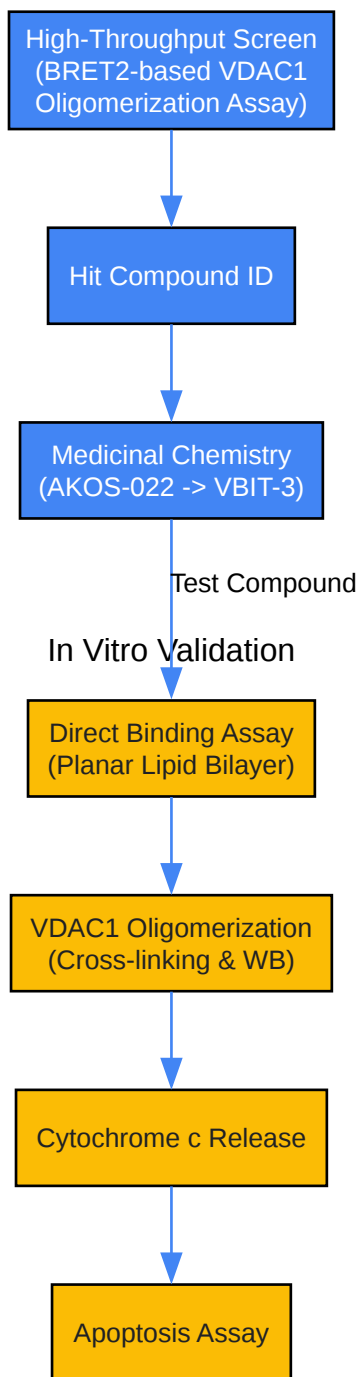 High-Throughput Screen
(BRET2-based VDAC1
Oligomerization Assay)
Hit Compound ID
Medicinal Chemistry
(AKOS-022 -> VBIT-3)
Test Compound
In Vitro Validation
Direct Binding Assay
(Planar Lipid Bilayer)
VDAC1 Oligomerization
(Cross-linking & WB)
Cytochrome c Release
Apoptosis Assay